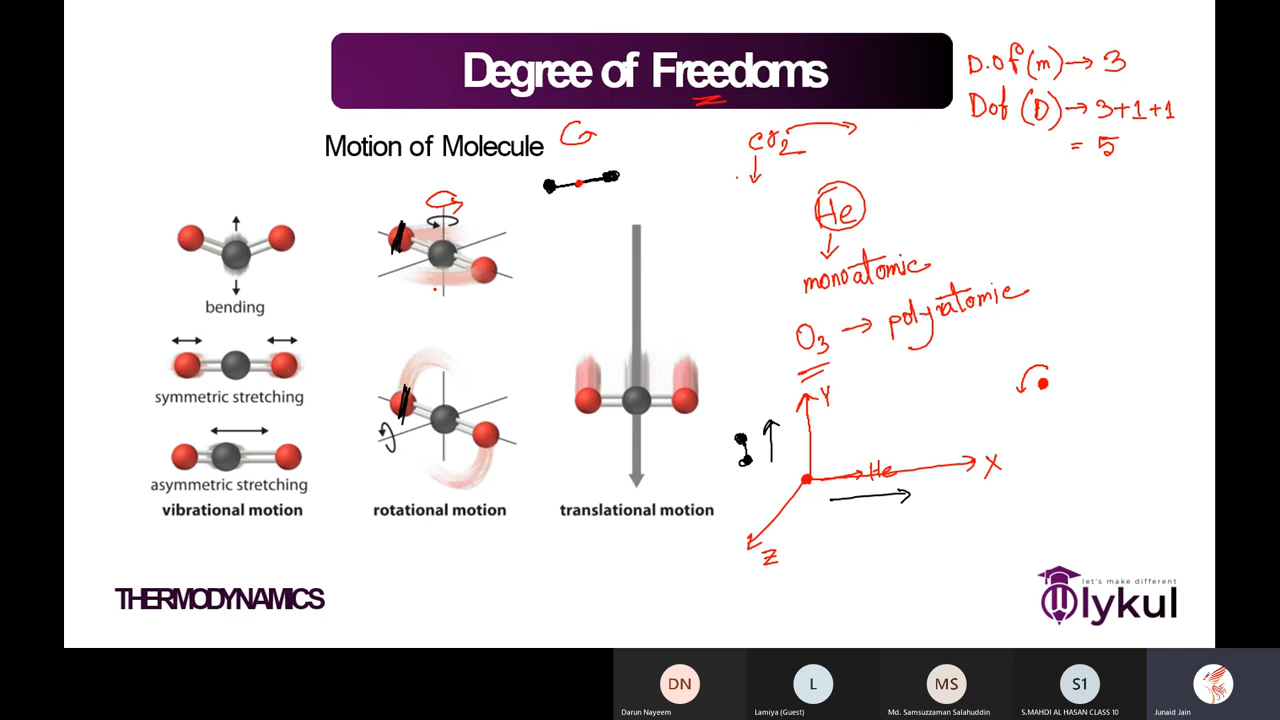 Degree of Freedoms
D.Of (m) → 3
Dof (D) → 3+1+1
= 5
Motion of Molecule
He
monoatomic
O3 → polyatomic
bending
symmetric stretching
asymmetric stretching
vibrational motion
rotational motion
translational motion
Y
He
X
Z
THERMODYNAMICS
let's make different
lykul
DN
L
MS
S1
Darun Nayeem
Lamiya (Guest)
Md. Samsuzzaman Salahuddin
S.MAHDI AL HASAN CLASS 10
Junaid Jain